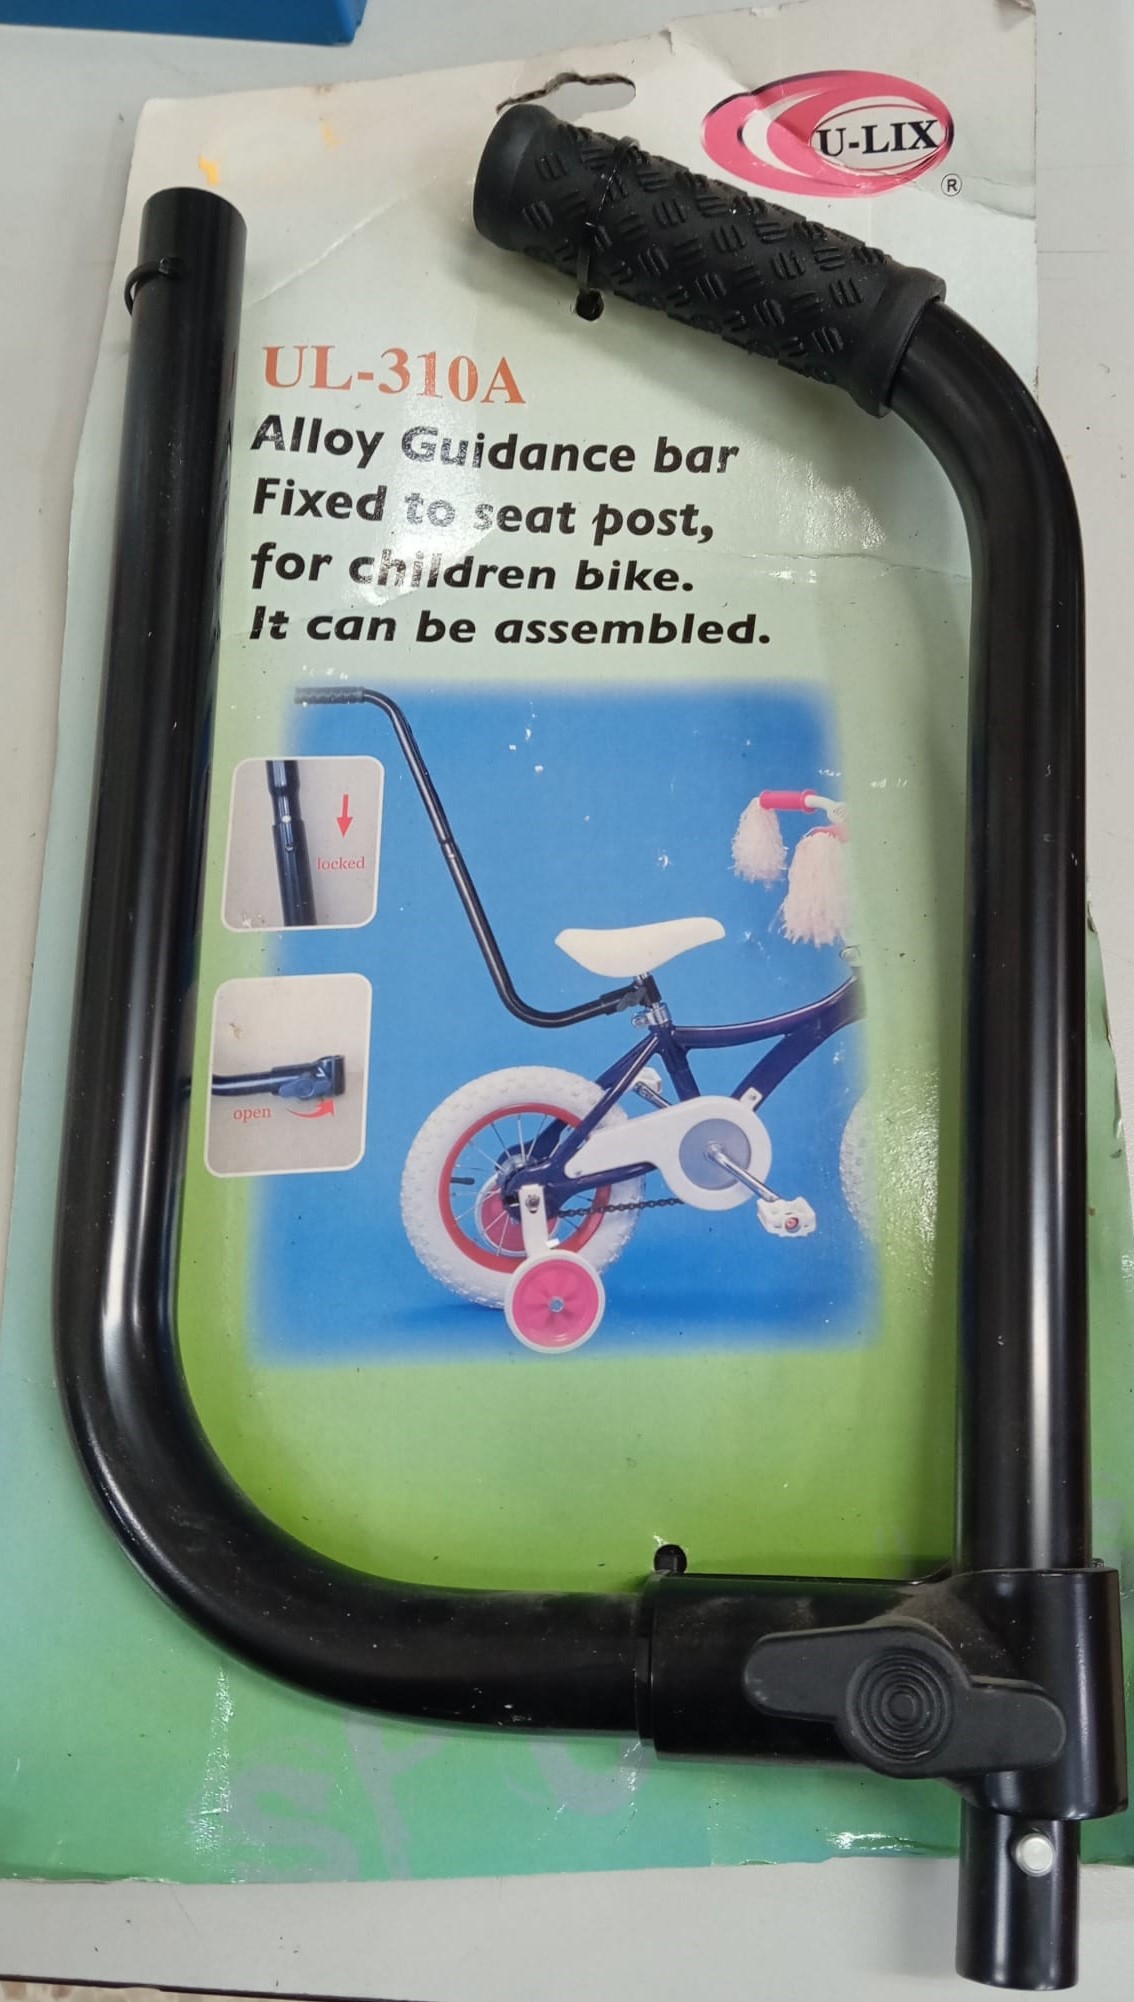 U-LIX
®
UL-310A
Alloy Guidance bar
Fixed to seat post,
for children bike.
It can be assembled.
locked
open